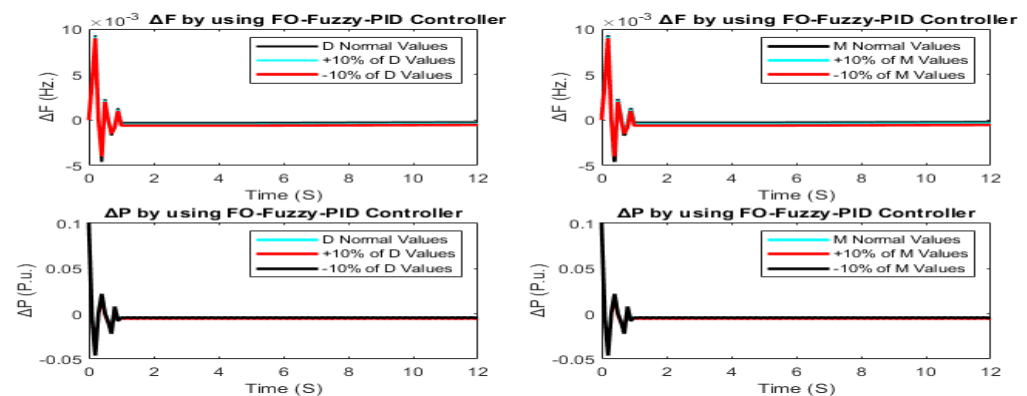 ×10⁻³ ΔF by using FO-Fuzzy-PID Controller
10
5
0
-5
ΔF (Hz.)
D Normal Values
+10% of D Values
-10% of D Values
0 2 4 6 8 10 12
Time (S)
×10⁻³ ΔF by using FO-Fuzzy-PID Controller
10
5
0
-5
ΔF (Hz.)
M Normal Values
+10% of M Values
-10% of M Values
0 2 4 6 8 10 12
Time (S)
ΔP by using FO-Fuzzy-PID Controller
0.1
0.05
0
-0.05
ΔP (P.u.)
D Normal Values
+10% of D Values
-10% of D Values
0 2 4 6 8 10 12
Time (S)
ΔP by using FO-Fuzzy-PID Controller
0.1
0.05
0
-0.05
ΔP (P.u.)
M Normal Values
+10% of M Values
-10% of M Values
0 2 4 6 8 10 12
Time (S)